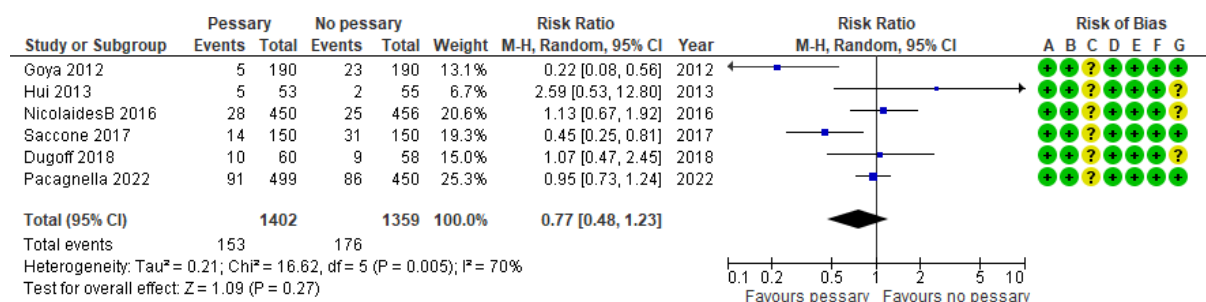 Pessary No pessary Risk Ratio Risk Ratio Risk of Bias
Study or Subgroup Events Total Events Total Weight M-H, Random, 95% CI Year M-H, Random, 95% CI A B C D E F G
Goya 2012 5 190 23 190 13.1% 0.22 [0.08, 0.56] 2012 + + ? + + + +
Hui 2013 5 53 2 55 6.7% 2.59 [0.53, 12.80] 2013 + + ? + + + ?
NicolaidesB 2016 28 450 25 456 20.6% 1.13 [0.67, 1.92] 2016 + + ? + + + ?
Saccone 2017 14 150 31 150 19.3% 0.45 [0.25, 0.81] 2017 + + ? + + + +
Dugoff 2018 10 60 9 58 15.0% 1.07 [0.47, 2.45] 2018 + + ? + + + ?
Pacagnella 2022 91 499 86 450 25.3% 0.95 [0.73, 1.24] 2022 + + ? + + + +
Total (95% CI) 1402 1359 100.0% 0.77 [0.48, 1.23]
Total events 153 176
Heterogeneity: Tau² = 0.21; Chi² = 16.62, df = 5 (P = 0.005); I² = 70%
Test for overall effect: Z = 1.09 (P = 0.27)
0.1 0.2 0.5 1 2 5 10
Favours pessary Favours no pessary